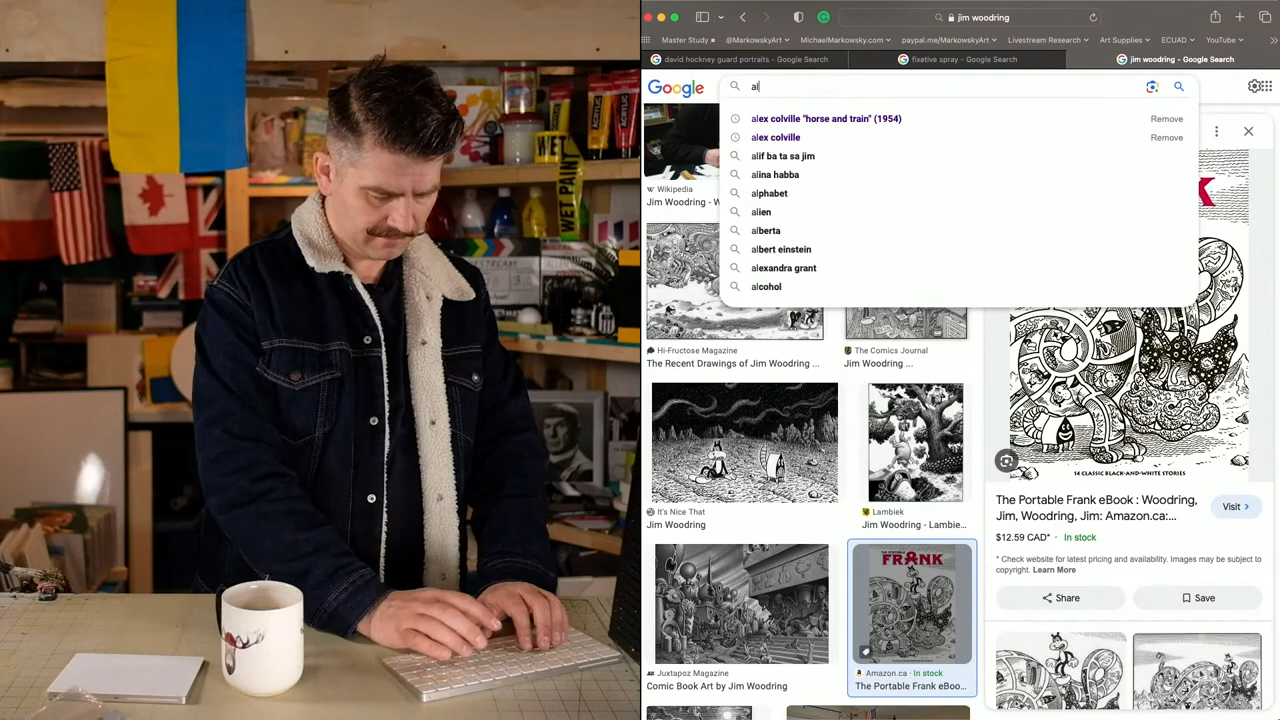 WET PAINT
WET PAINT
ACRYLIC
ACRYLIC
jim woodring
Master Study
@MarkowskyArt
MichaelMarkowsky.com
paypal.me/MarkowskyArt
Livestream Research
Art Supplies
ECUAD
YouTube
david hockney guard portraits - Google Search
fixative spray - Google Search
jim woodring - Google Search
Google
al
alex colville "horse and train" (1954)
Remove
alex colville
Remove
alif ba ta sa jim
alina habba
alphabet
alien
alberta
albert einstein
alexandra grant
alcohol
W Wikipedia
Jim Woodring - W
Hi-Fructose Magazine
The Recent Drawings of Jim Woodring ...
The Comics Journal
Jim Woodring ...
It's Nice That
Jim Woodring
Lambiek
Jim Woodring - Lambie...
Juxtapoz Magazine
Comic Book Art by Jim Woodring
THE PORTABLE
FRANK
Amazon.ca · In stock
The Portable Frank eBoo...
14 CLASSIC BLACK-AND-WHITE STORIES
The Portable Frank eBook : Woodring,
Jim, Woodring, Jim: Amazon.ca:...
Visit
$12.59 CAD* · In stock
* Check website for latest pricing and availability. Images may be subject to
copyright. Learn More
Share
Save